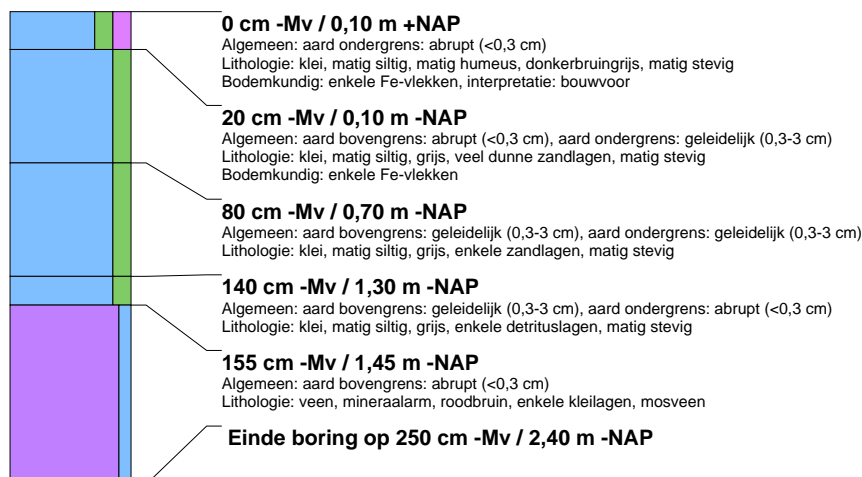 0 cm -Mv / 0,10 m +NAP
Algemeen: aard ondergrens: abrupt (<0,3 cm)
Lithologie: klei, matig siltig, matig humeus, donkerbruingrijs, matig stevig
Bodemkundig: enkele Fe-vlekken, interpretatie: bouwvoor
20 cm -Mv / 0,10 m -NAP
Algemeen: aard bovengrens: abrupt (<0,3 cm), aard ondergrens: geleidelijk (0,3-3 cm)
Lithologie: klei, matig siltig, grijs, veel dunne zandlagen, matig stevig
Bodemkundig: enkele Fe-vlekken
80 cm -Mv / 0,70 m -NAP
Algemeen: aard bovengrens: geleidelijk (0,3-3 cm), aard ondergrens: geleidelijk (0,3-3 cm)
Lithologie: klei, matig siltig, grijs, enkele zandlagen, matig stevig
140 cm -Mv / 1,30 m -NAP
Algemeen: aard bovengrens: geleidelijk (0,3-3 cm), aard ondergrens: abrupt (<0,3 cm)
Lithologie: klei, matig siltig, grijs, enkele detrituslagen, matig stevig
155 cm -Mv / 1,45 m -NAP
Algemeen: aard bovengrens: abrupt (<0,3 cm)
Lithologie: veen, mineraalarm, roodbruin, enkele kleilagen, mosveen
Einde boring op 250 cm -Mv / 2,40 m -NAP